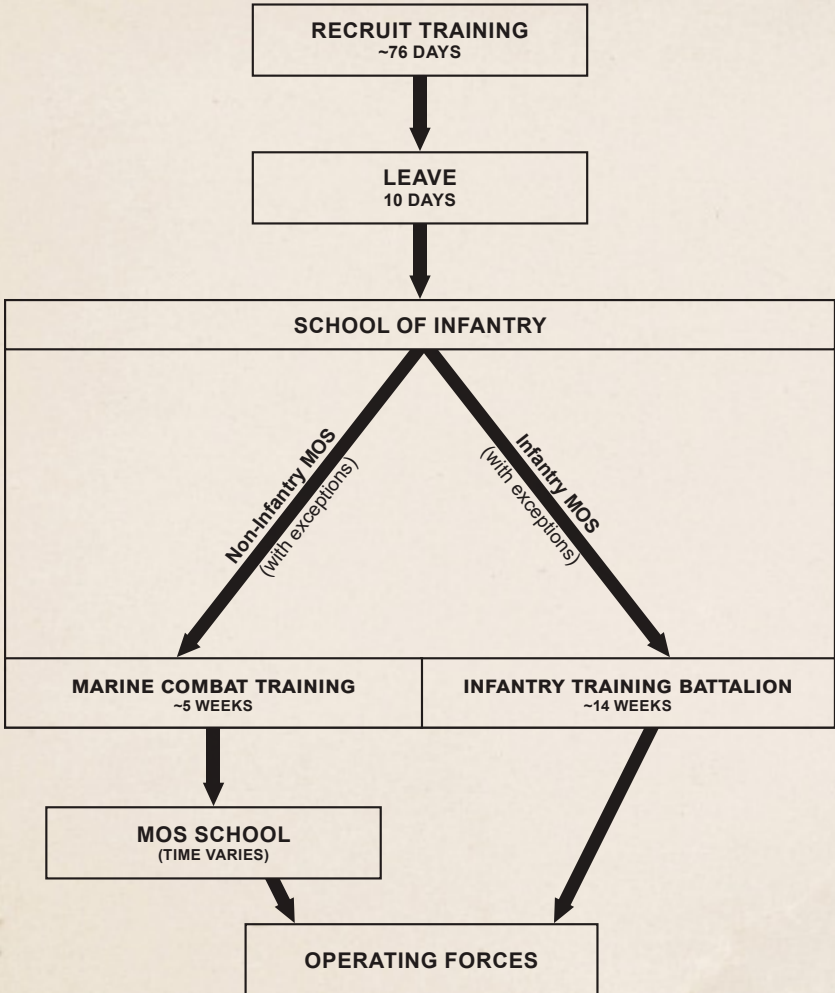 RECRUIT TRAINING
~76 DAYS
LEAVE
10 DAYS
SCHOOL OF INFANTRY
Non-Infantry MOS
(with exceptions)
Infantry MOS
(with exceptions)
MARINE COMBAT TRAINING
~5 WEEKS
INFANTRY TRAINING BATTALION
~14 WEEKS
MOS SCHOOL
(TIME VARIES)
OPERATING FORCES